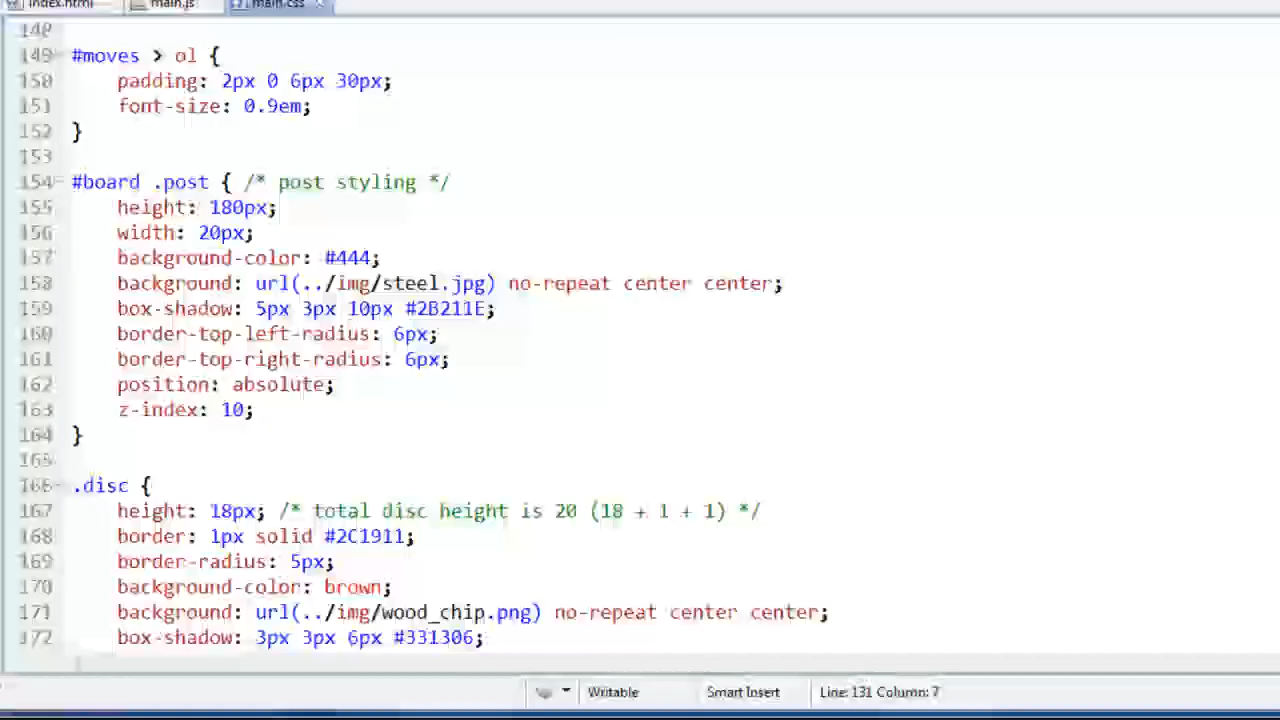 index.html main.js main.css
148
149 #moves > ol {
150 padding: 2px 0 6px 30px;
151 font-size: 0.9em;
152 }
153
154 #board .post { /* post styling */
155 height: 180px;
156 width: 20px;
157 background-color: #444;
158 background: url(../img/steel.jpg) no-repeat center center;
159 box-shadow: 5px 3px 10px #2B211E;
160 border-top-left-radius: 6px;
161 border-top-right-radius: 6px;
162 position: absolute;
163 z-index: 10;
164 }
165
166 .disc {
167 height: 18px; /* total disc height is 20 (18 + 1 + 1) */
168 border: 1px solid #2C1911;
169 border-radius: 5px;
170 background-color: brown;
171 background: url(../img/wood_chip.png) no-repeat center center;
172 box-shadow: 3px 3px 6px #331306;
Writable Smart Insert Line: 131 Column: 7